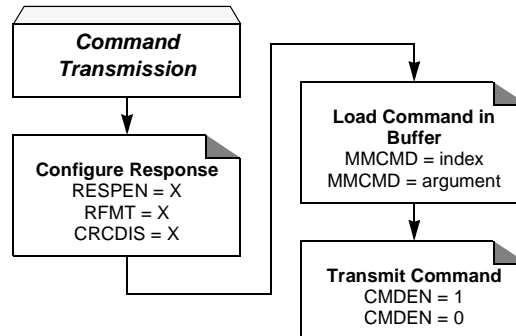 Command
Transmission
Configure Response
RESPEN = X
RFMT = X
CRCDIS = X
Load Command in
Buffer
MMCMD = index
MMCMD = argument
Transmit Command
CMDEN = 1
CMDEN = 0